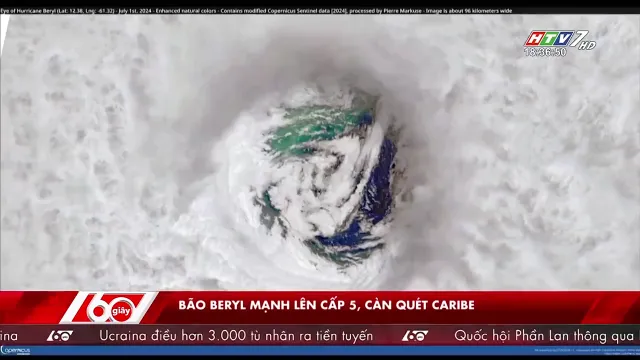 Eye of Hurricane Beryl (Lat: 12.38, Lng: -61.32) - July 1st, 2024 - Enhanced natural colors - Contains modified Copernicus Sentinel data [2024], processed by Pierre Markuse - Image is about 96 kilometers wide
HTV7 HD
18:36:50
60 giây
BÃO BERYL MẠNH LÊN CẤP 5, CÀN QUÉT CARIBE
ina 60 Ucraina điều hơn 3.000 tù nhân ra tiền tuyến 60 Quốc hội Phần Lan thông qua